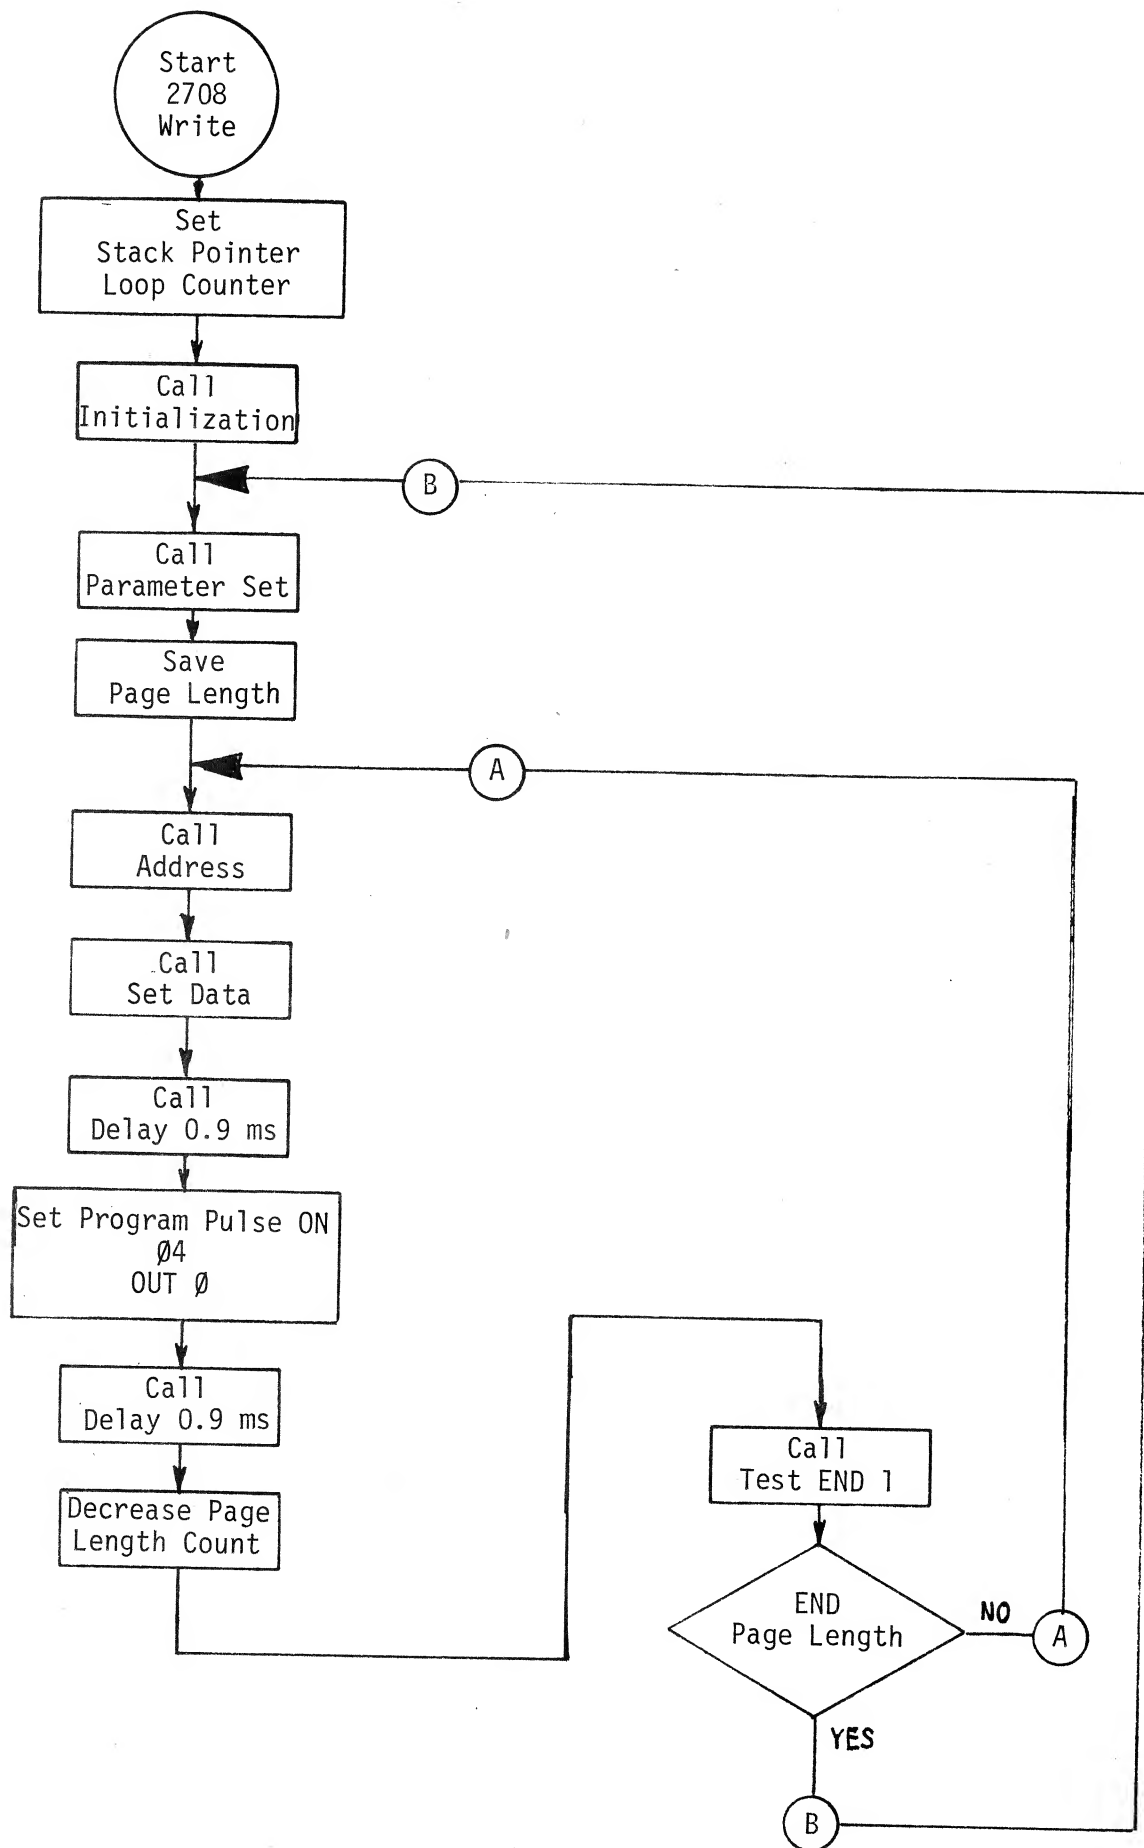 Start
2708
Write
Set
Stack Pointer
Loop Counter
Call
Initialization
B
Call
Parameter Set
Save
Page Length
A
Call
Address
Call
Set Data
Call
Delay 0.9 ms
Set Program Pulse ON
Ø4
OUT Ø
Call
Delay 0.9 ms
Decrease Page
Length Count
Call
Test END 1
END
Page Length
NO
A
YES
B